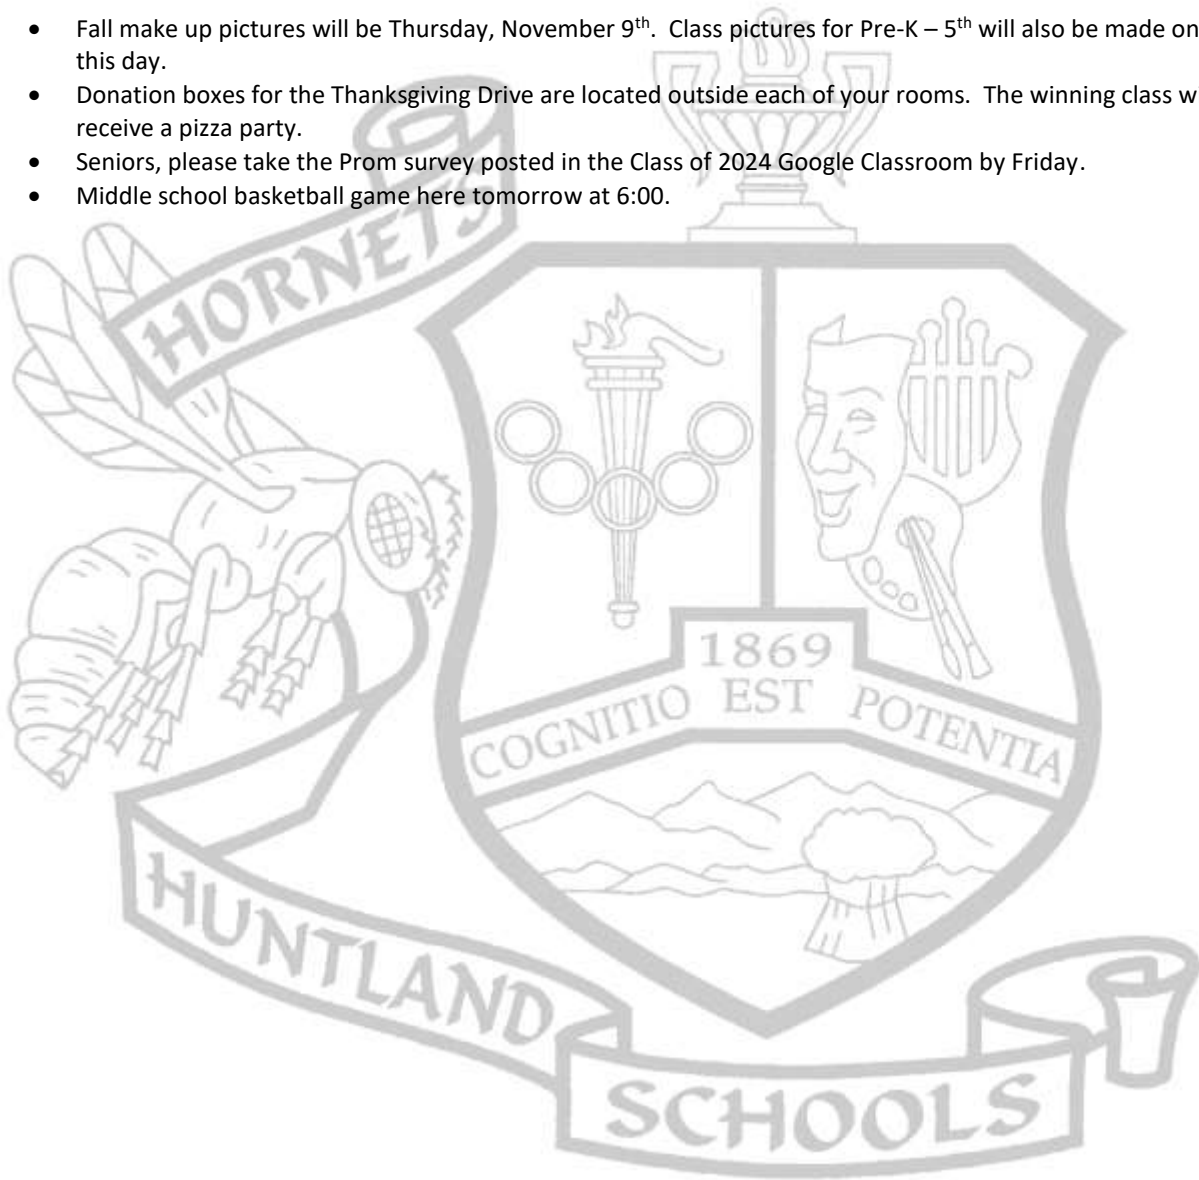 • Fall make up pictures will be Thursday, November 9th. Class pictures for Pre-K – 5th will also be made on
this day.
• Donation boxes for the Thanksgiving Drive are located outside each of your rooms. The winning class w
receive a pizza party.
• Seniors, please take the Prom survey posted in the Class of 2024 Google Classroom by Friday.
• Middle school basketball game here tomorrow at 6:00.
HORNETS
1869
COGNITIO EST POTENTIA
HUNTLAND
SCHOOLS